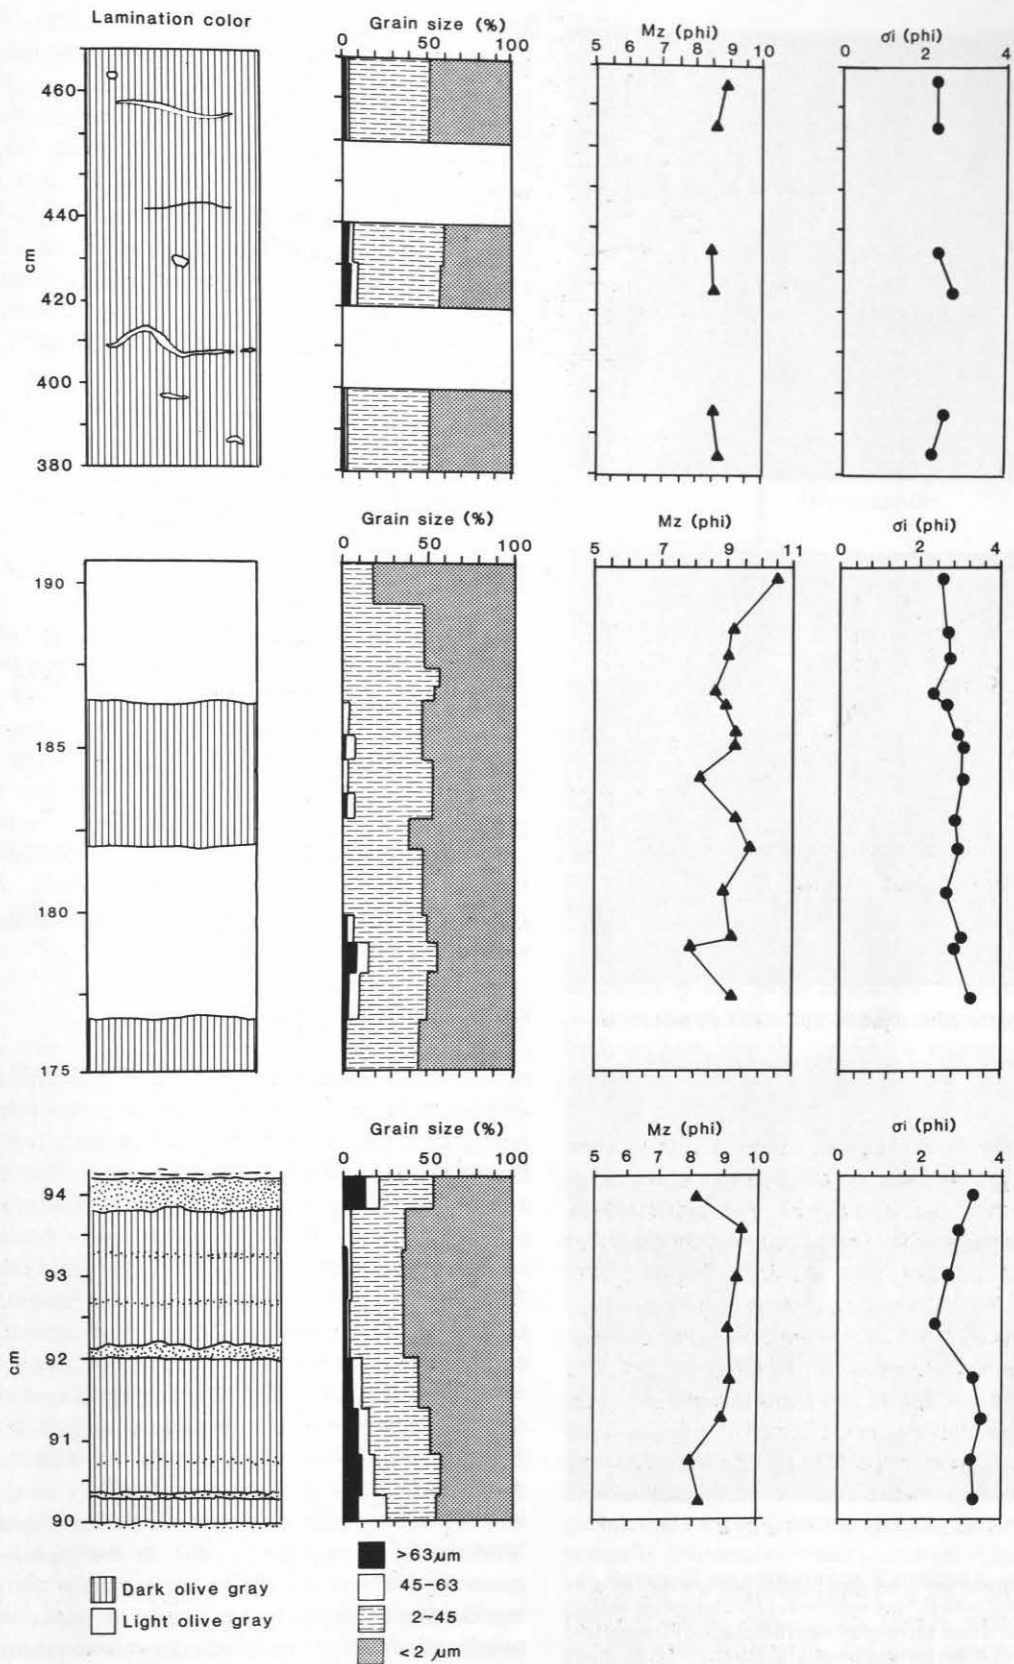 Lamination color Grain size (%) Mz (phi) σi (phi)
0 50 100 5 6 7 8 9 10 0 2 4
460
440
cm
420
400
380
Grain size (%) Mz (phi) σi (phi)
0 50 100 5 7 9 11 0 2 4
190
185
180
175
Grain size (%) Mz (phi) σi (phi)
0 50 100 5 6 7 8 9 10 0 1 2 3 4
94
93
92
cm
91
90
>63μm
Dark olive gray 45-63
Light olive gray 2-45
<2 μm